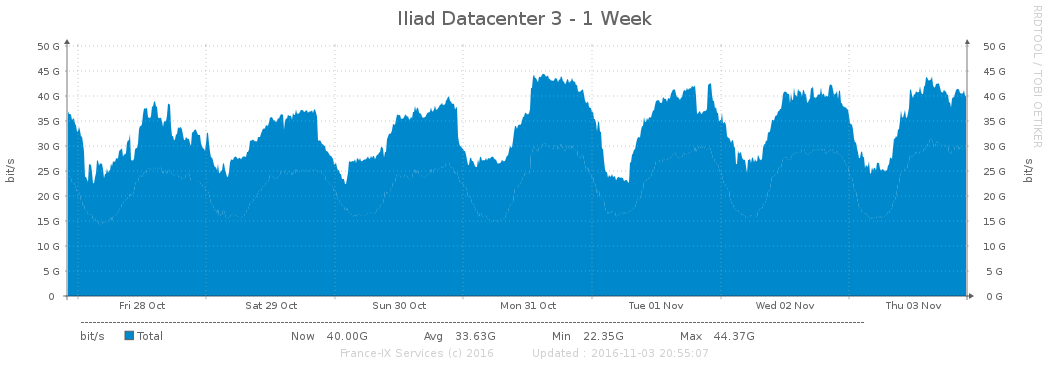 Iliad Datacenter 3 - 1 Week
RRDTOOL / TOBI OETIKER
50 G 50 G
45 G 45 G
40 G 40 G
35 G 35 G
30 G 30 G
25 G 25 G
20 G 20 G
15 G 15 G
10 G 10 G
5 G 5 G
0 0 G
bit/s bit/s
Fri 28 Oct Sat 29 Oct Sun 30 Oct Mon 31 Oct Tue 01 Nov Wed 02 Nov Thu 03 Nov
bit/s Total Now 40.00G Avg 33.63G Min 22.35G Max 44.37G
France-IX Services (c) 2016 Updated : 2016-11-03 20:55:07